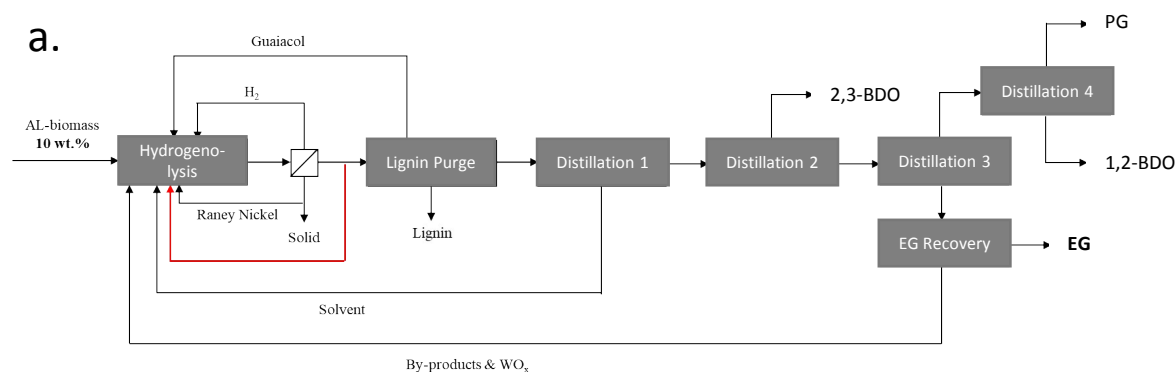 a.
PG
Guaiacol
Distillation 4
H2
2,3-BDO
AL-biomass
10 wt.%
Hydrogeno-
lysis
Lignin Purge
Distillation 1
Distillation 2
Distillation 3
1,2-BDO
Raney Nickel
Solid
Lignin
EG Recovery
EG
Solvent
By-products & WOx